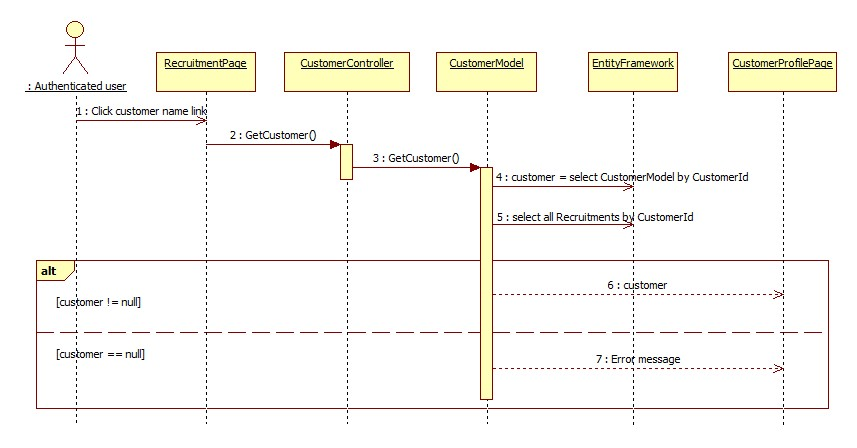 : Authenticated user
RecruitmentPage
CustomerController
CustomerModel
EntityFramework
CustomerProfilePage
1 : Click customer name link
2 : GetCustomer()
3 : GetCustomer()
4 : customer = select CustomerModel by CustomerId
5 : select all Recruitments by CustomerId
alt
6 : customer
[customer != null]
[customer == null]
7 : Error message